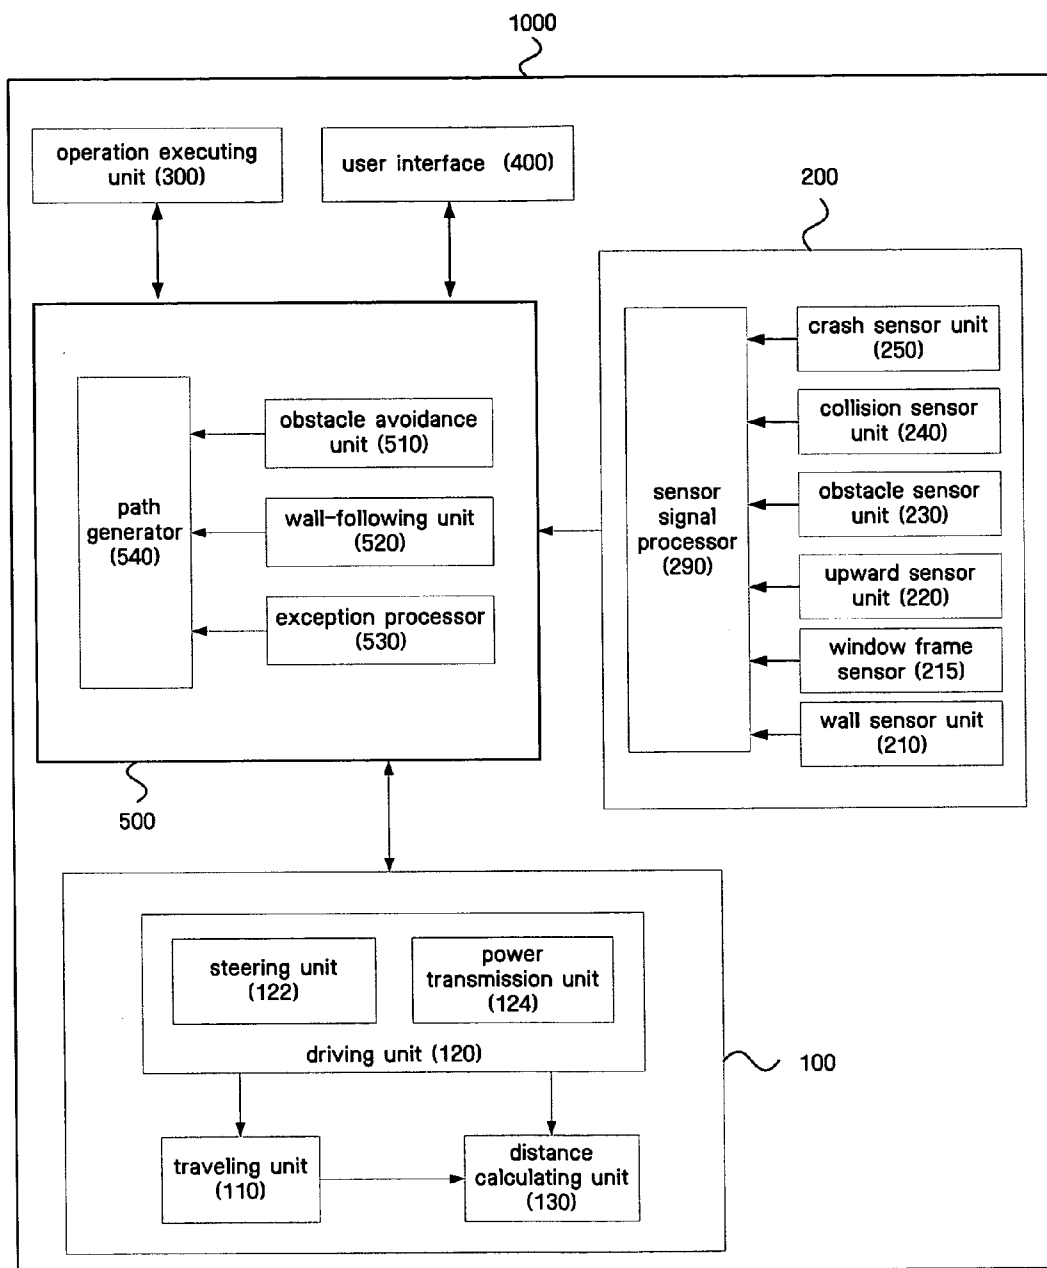 1000
operation executing
unit (300)
user interface (400)
200
crash sensor unit
(250)
collision sensor
unit (240)
obstacle sensor
unit (230)
upward sensor
unit (220)
window frame
sensor (215)
wall sensor unit
(210)
sensor
signal
processor
(290)
obstacle avoidance
unit (510)
wall-following unit
(520)
exception processor
(530)
path
generator
(540)
500
steering unit
(122)
power
transmission unit
(124)
driving unit (120)
100
traveling unit
(110)
distance
calculating unit
(130)